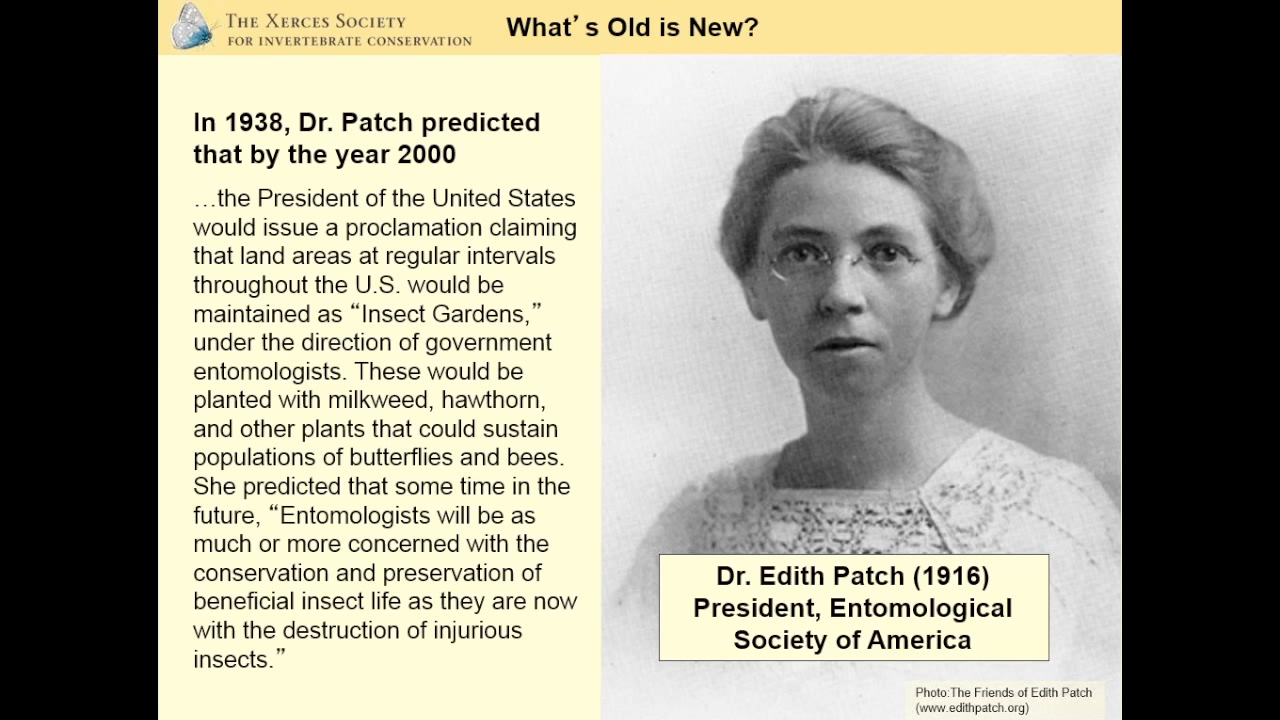 THE XERCES SOCIETY
FOR INVERTEBRATE CONSERVATION
What’s Old is New?
In 1938, Dr. Patch predicted
that by the year 2000
…the President of the United States
would issue a proclamation claiming
that land areas at regular intervals
throughout the U.S. would be
maintained as “Insect Gardens,”
under the direction of government
entomologists. These would be
planted with milkweed, hawthorn,
and other plants that could sustain
populations of butterflies and bees.
She predicted that some time in the
future, “Entomologists will be as
much or more concerned with the
conservation and preservation of
beneficial insect life as they are now
with the destruction of injurious
insects.”
Dr. Edith Patch (1916)
President, Entomological
Society of America
Photo:The Friends of Edith Patch
(www.edithpatch.org)